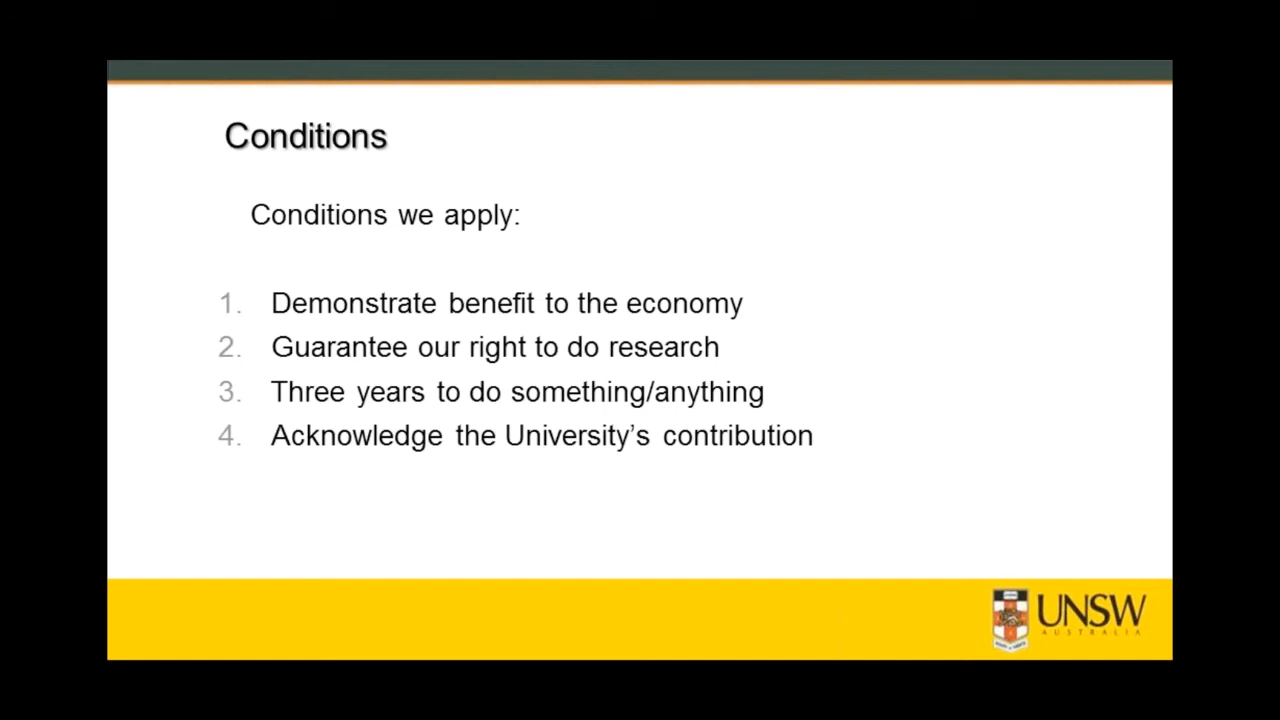 Conditions
Conditions we apply:
1. Demonstrate benefit to the economy
2. Guarantee our right to do research
3. Three years to do something/anything
4. Acknowledge the University’s contribution
UNSW
AUSTRALIA